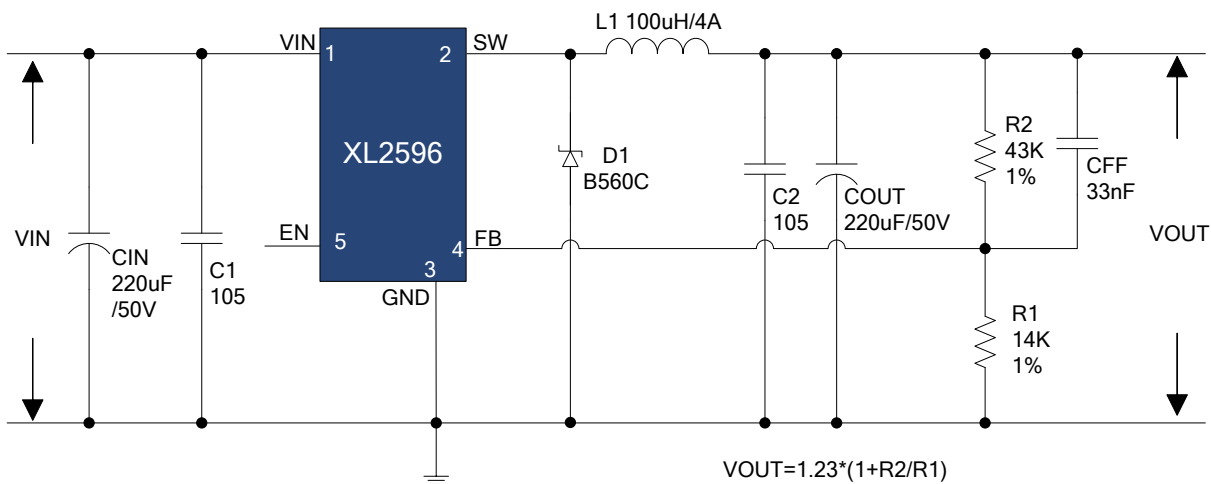 L1 100uH/4A
VIN
1
2
SW
XL2596
EN
5
4
FB
3
GND
VIN
CIN
220uF
/50V
C1
105
D1
B560C
C2
105
COUT
220uF/50V
R2
43K
1%
CFF
33nF
VOUT
R1
14K
1%
VOUT=1.23*(1+R2/R1)